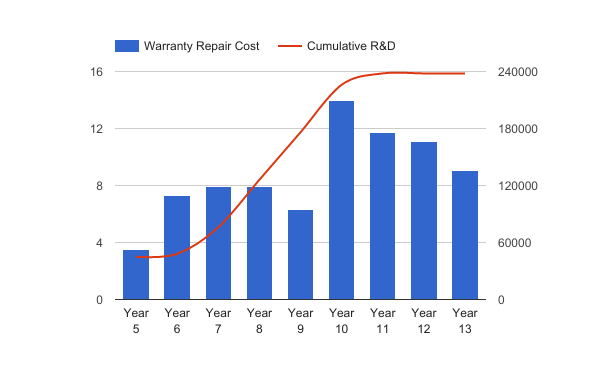 Warranty Repair Cost Cumulative R&D
16 240000
12 180000
8 120000
4 60000
0 0
Year Year Year Year Year Year Year Year Year
5 6 7 8 9 10 11 12 13